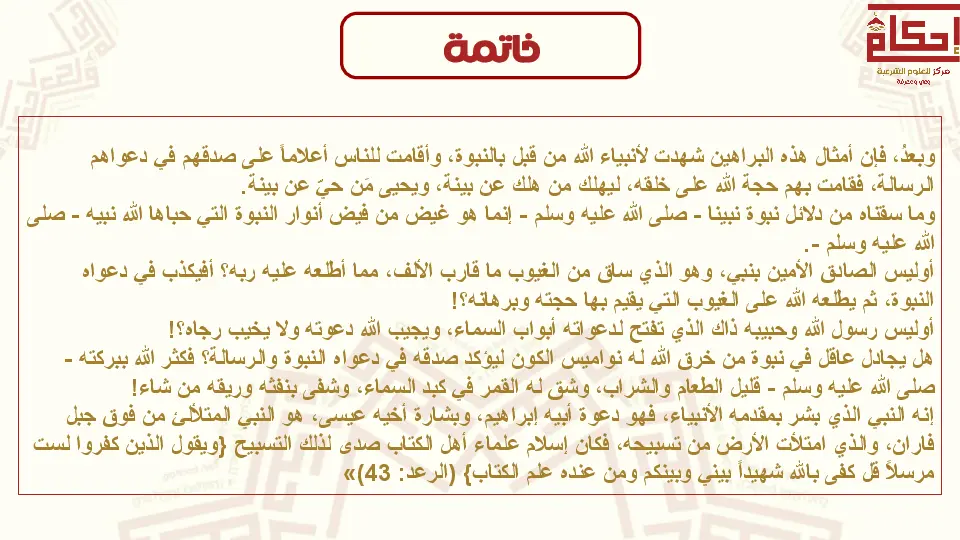 خاتمة
إحكام
مركز للعلوم الشرعية
وعي ومعرفة
وبعدُ، فإن أمثال هذه البراهين شهدت لأنبياء الله من قبل بالنبوة، وأقامت للناس أعلاماً على صدقهم في دعواهم
الرسالة، فقامت بهم حجة الله على خلقه، ليهلك من هلك عن بينة، ويحيى مَن حيّ عن بينة.
وما سقناه من دلائل نبوة نبينا - صلى الله عليه وسلم - إنما هو غيض من فيض أنوار النبوة التي حباها الله نبيه - صلى
الله عليه وسلم -.
أوليس الصادق الأمين بنبي، وهو الذي ساق من الغيوب ما قارب الألف، مما أطلعه عليه ربه؟ أفيكذب في دعواه
النبوة، ثم يطلعه الله على الغيوب التي يقيم بها حجته وبرهانه؟!
أوليس رسول الله وحبيبه ذاك الذي تفتح لدعواته أبواب السماء، ويجيب الله دعوته ولا يخيب رجاه؟!
هل يجادل عاقل في نبوة من خرق الله له نواميس الكون ليؤكد صدقه في دعواه النبوة والرسالة؟ فكثر الله ببركته -
صلى الله عليه وسلم - قليل الطعام والشراب، وشق له القمر في كبد السماء، وشفى بنفثه وريقه من شاء!
إنه النبي الذي بشر بمقدمه الأنبياء، فهو دعوة أبيه إبراهيم، وبشارة أخيه عيسى، هو النبي المتلألئ من فوق جبل
فاران، والذي امتلأت الأرض من تسبيحه، فكان إسلام علماء أهل الكتاب صدى لذلك التسبيح {ويقول الذين كفروا لست
مرسلاً قل كفى بالله شهيداً بيني وبينكم ومن عنده علم الكتاب} (الرعد: 43)»